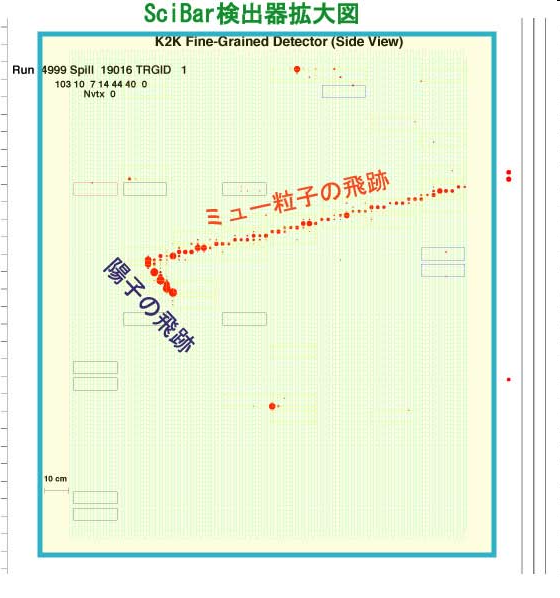 SciBar検出器拡大図
K2K Fine-Grained Detector (Side View)
Run 4999 Spill 19016 TRGID 1
103 10 7 14 44 40 0
Nvtx 0
ミュー粒子の飛跡
陽子の飛跡
10 cm